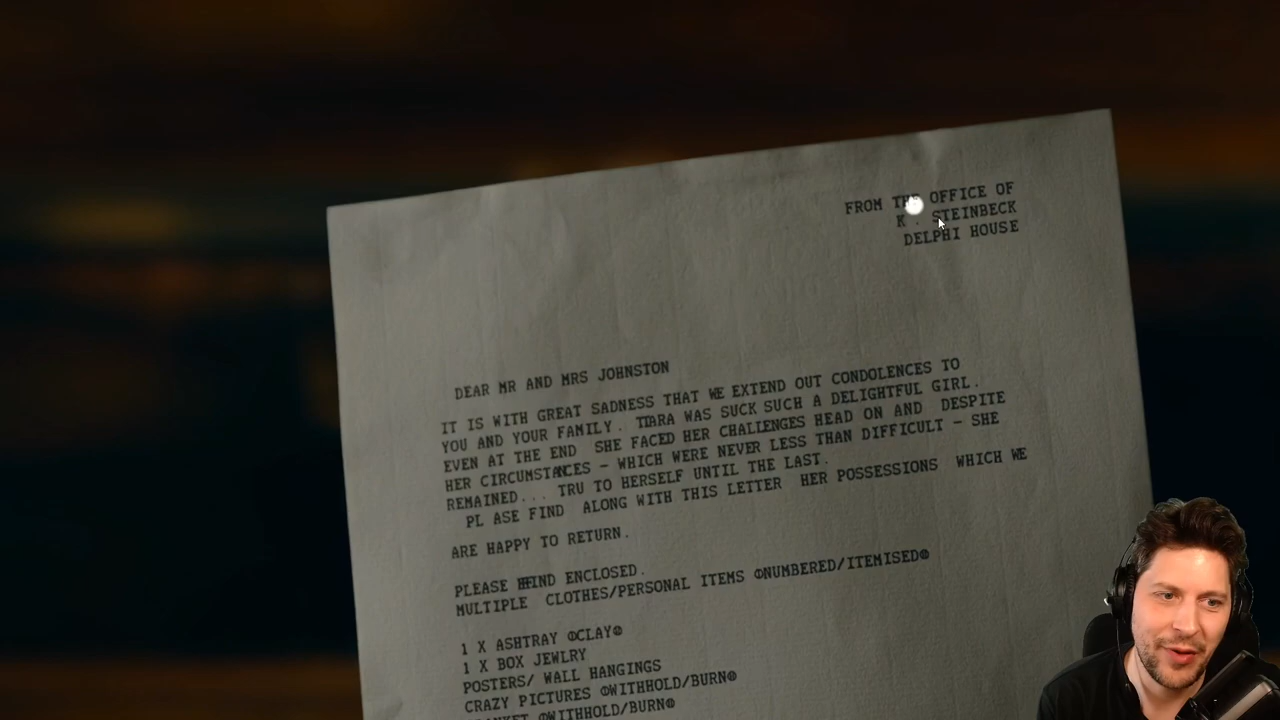 FROM THE OFFICE OF
K . STEINBECK
DELPHI HOUSE
DEAR MR AND MRS JOHNSTON
IT IS WITH GREAT SADNESS THAT WE EXTEND OUT CONDOLENCES TO
YOU AND YOUR FAMILY. TIARA WAS SUCK SUCH A DELIGHTFUL GIRL.
EVEN AT THE END SHE FACED HER CHALLENGES HEAD ON AND DESPITE
HER CIRCUMSTANCES - WHICH WERE NEVER LESS THAN DIFFICULT - SHE
REMAINED... TRU TO HERSELF UNTIL THE LAST.
PL ASE FIND ALONG WITH THIS LETTER HER POSSESSIONS WHICH WE
ARE HAPPY TO RETURN.
PLEASE FIND ENCLOSED.
MULTIPLE CLOTHES/PERSONAL ITEMS NUMBERED/ITEMISED
1 X ASHTRAY CLAY
1 X BOX JEWLRY
POSTERS/ WALL HANGINGS
CRAZY PICTURES WITHHOLD/BURN
WITHHOLD/BURN